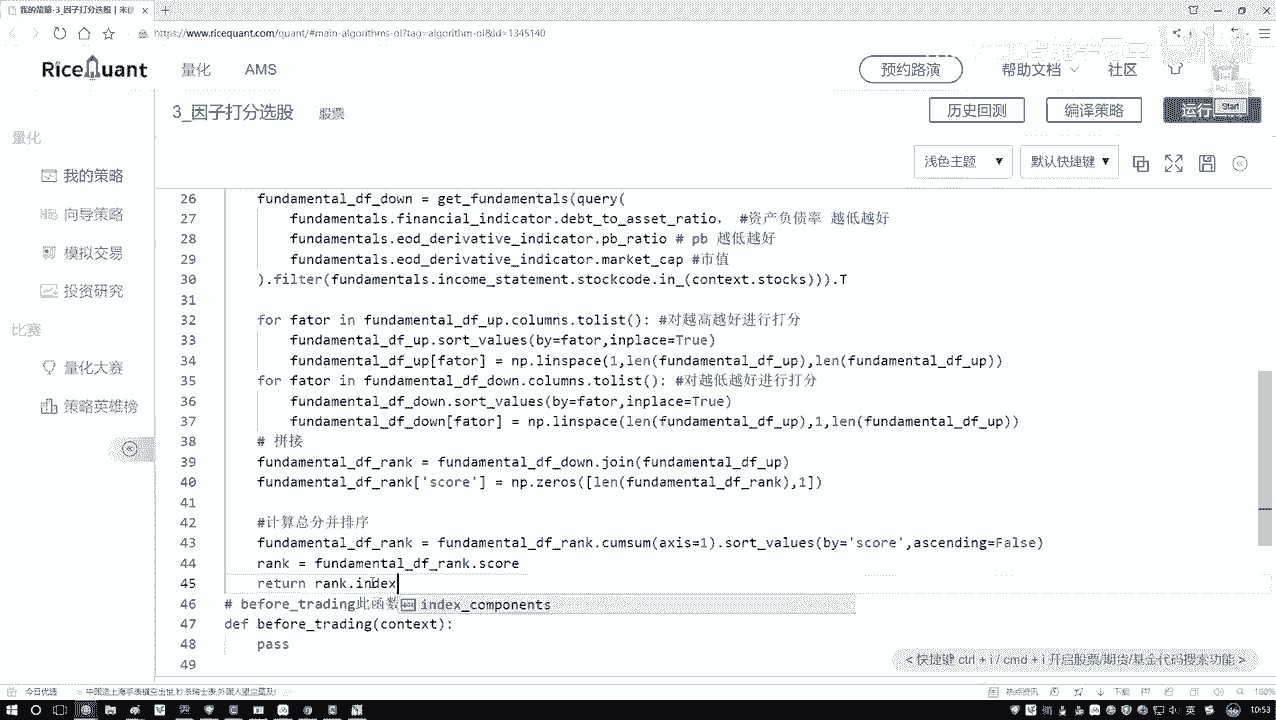 我的策略-3_因子打分选股 | 米筐
https://www.ricequant.com/quant/#main-algorithms-ol?tag=algorithm-ol&id=1345140
RiceQuant 量化 AMS 预约路演 帮助文档 社区
3_因子打分选股 股票 历史回测 编译策略 运行
Start
浅色主题 默认快捷键
量化
我的策略
向导策略
模拟交易
投资研究
比赛
量化大赛
策略英雄榜
26 fundamental_df_down = get_fundamentals(query(
27 fundamentals.financial_indicator.debt_to_asset_ratio, #资产负债率 越低越好
28 fundamentals.eod_derivative_indicator.pb_ratio # pb 越低越好
29 fundamentals.eod_derivative_indicator.market_cap #市值
30 ).filter(fundamentals.income_statement.stockcode.in_(context.stocks))).T
31
32 for fator in fundamental_df_up.columns.tolist(): #对越高越好进行打分
33 fundamental_df_up.sort_values(by=fator,inplace=True)
34 fundamental_df_up[fator] = np.linspace(1,len(fundamental_df_up),len(fundamental_df_up))
35 for fator in fundamental_df_down.columns.tolist(): #对越低越好进行打分
36 fundamental_df_down.sort_values(by=fator,inplace=True)
37 fundamental_df_down[fator] = np.linspace(len(fundamental_df_up),1,len(fundamental_df_up))
38 # 拼接
39 fundamental_df_rank = fundamental_df_down.join(fundamental_df_up)
40 fundamental_df_rank['score'] = np.zeros([len(fundamental_df_rank),1])
41
42 #计算总分并排序
43 fundamental_df_rank = fundamental_df_rank.cumsum(axis=1).sort_values(by='score',ascending=False)
44 rank = fundamental_df_rank.score
45 return rank.index
46 # before_trading此函数 index_components
47 def before_trading(context):
48 pass
49
< 快捷键 ctrl + i / cmd + i 开启股票/期货/基金代码搜索功能 >
今日优选 热点资讯 下载 160%
英 10:53